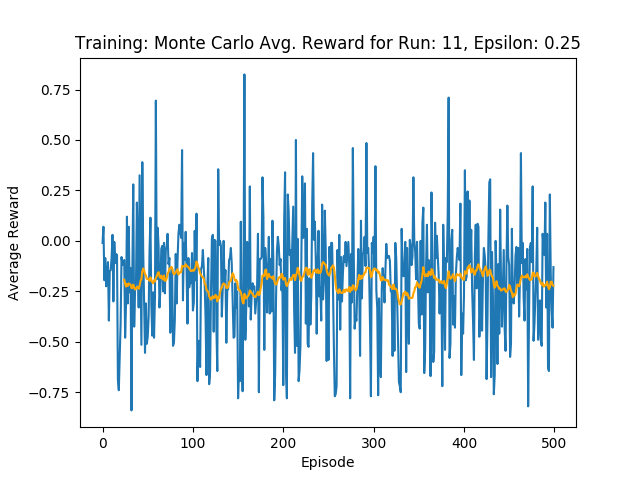 Training: Monte Carlo Avg. Reward for Run: 11, Epsilon: 0.25
Average Reward
0.75
0.50
0.25
0.00
−0.25
−0.50
−0.75
0 100 200 300 400 500
Episode